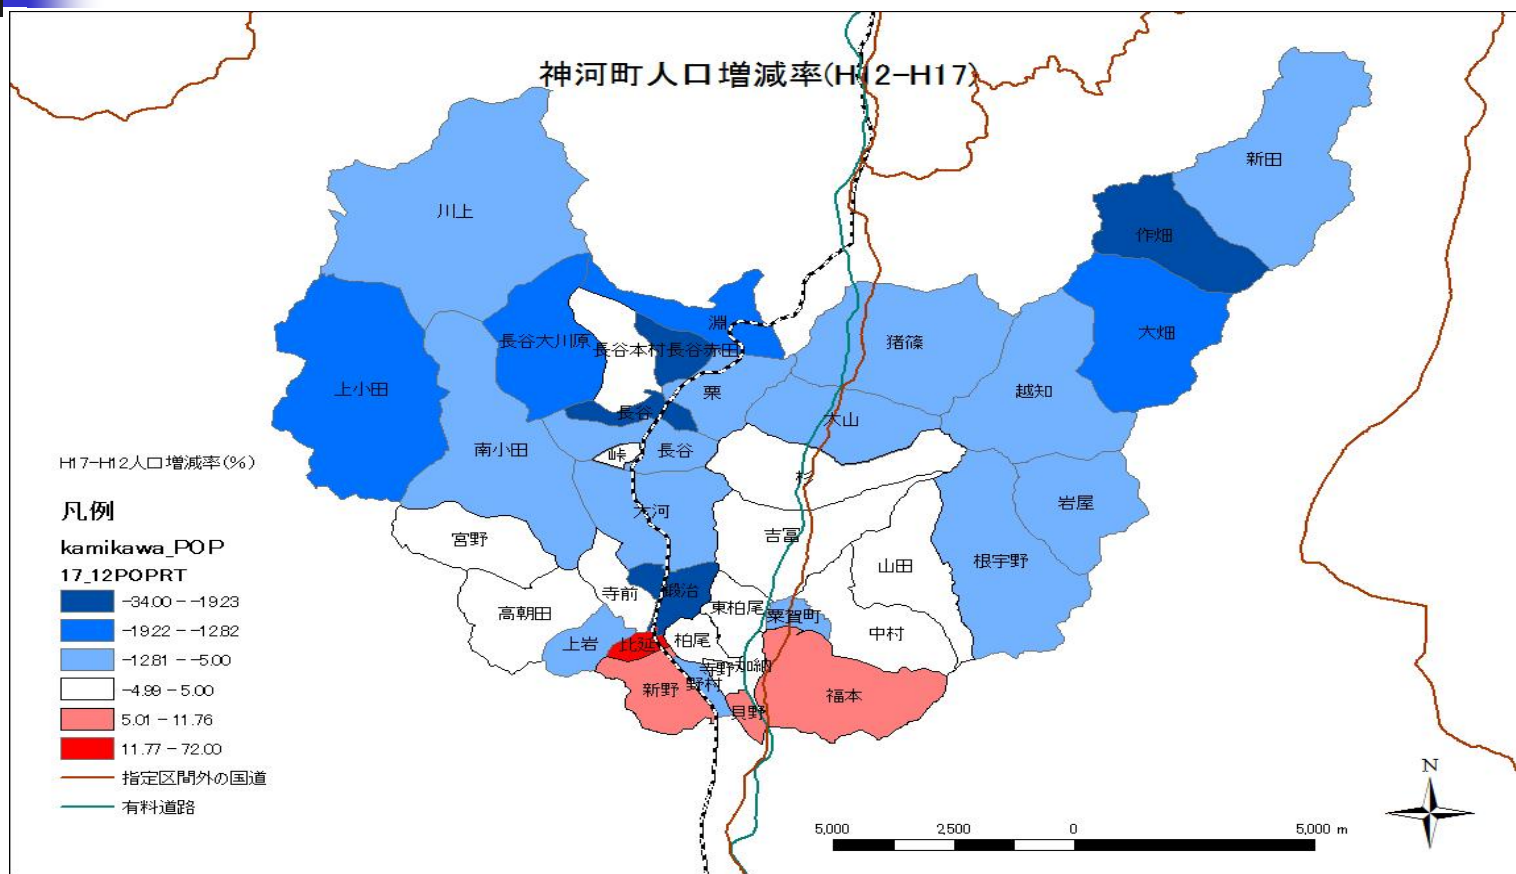 神河町人口増減率(H12-H17)
新田
川上
作畑
淵
大畑
長谷大川原
長谷本村
長谷赤田
猪篠
上小田
栗
越知
長谷
大山
南小田
峠
長谷
杉
岩屋
宮野
大河
吉冨
根宇野
山田
寺前
鍛治
高朝田
東柏尾
粟賀町
上岩
比延
柏尾
中村
寺野
加納
新野
野村
貝野
福本
H17-H12人口増減率(%)
凡例
kamikawa_POP
17_12POPRT
-34.00 - -19.23
-19.22 - -12.82
-12.81 - -5.00
-4.99 - 5.00
5.01 - 11.76
11.77 - 72.00
指定区間外の国道
有料道路
N
5,000 2,500 0 5,000 m